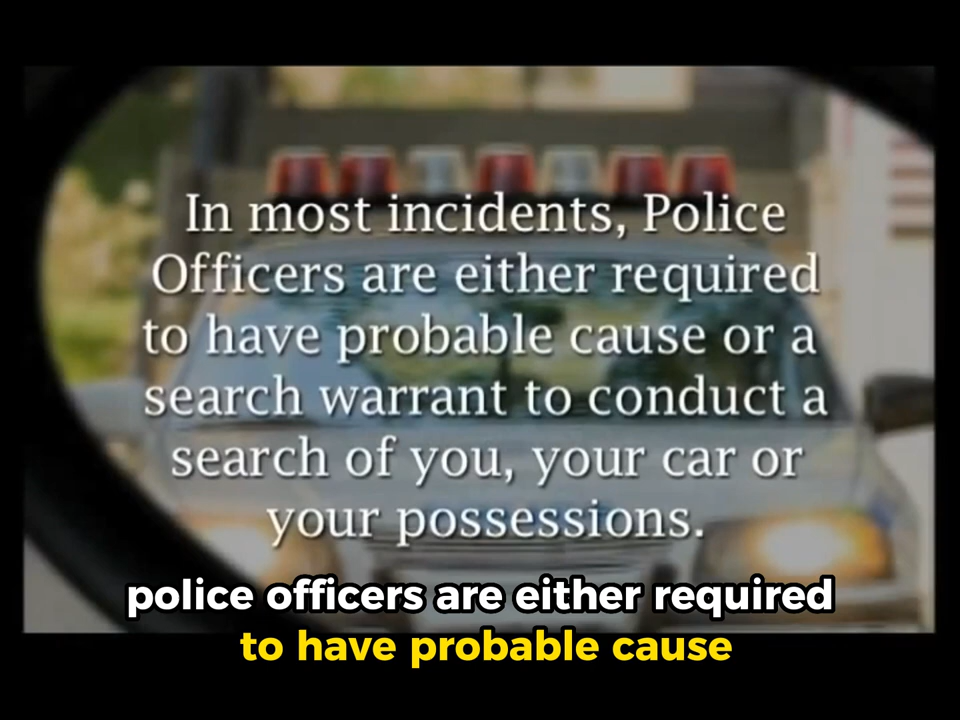 In most incidents, Police
Officers are either required
to have probable cause or a
search warrant to conduct a
search of you, your car or
your possessions.
police officers are either required
to have probable cause